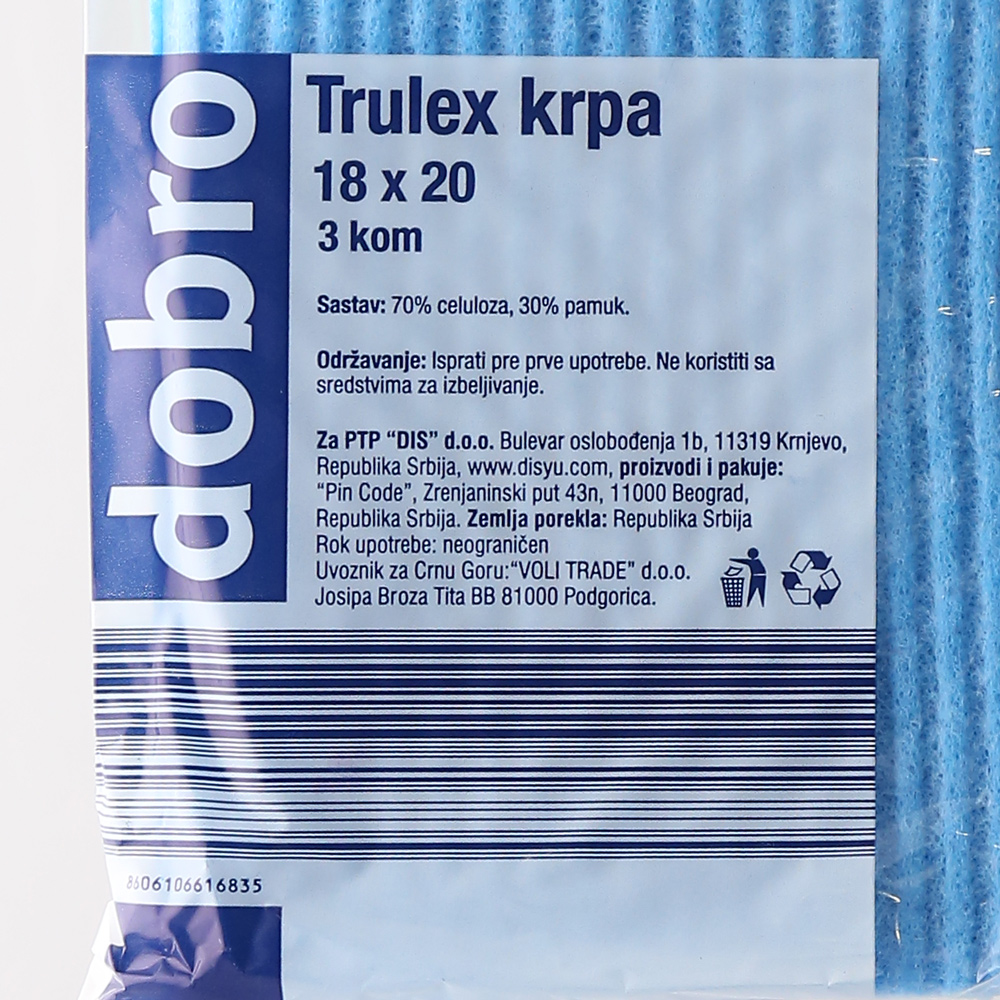 dobro
Trulex krpa
18 x 20
3 kom
Sastav: 70% celuloza, 30% pamuk.
Održavanje: Isprati pre prve upotrebe. Ne koristiti sa
sredstvima za izbeljivanje.
Za PTP “DIS” d.o.o. Bulevar oslobođenja 1b, 11319 Krnjevo,
Republika Srbija, www.disyu.com, proizvodi i pakuje:
“Pin Code”, Zrenjaninski put 43n, 11000 Beograd,
Republika Srbija. Zemlja porekla: Republika Srbija
Rok upotrebe: neograničen
Uvoznik za Crnu Goru:“VOLI TRADE” d.o.o.
Josipa Broza Tita BB 81000 Podgorica.
8606106616835